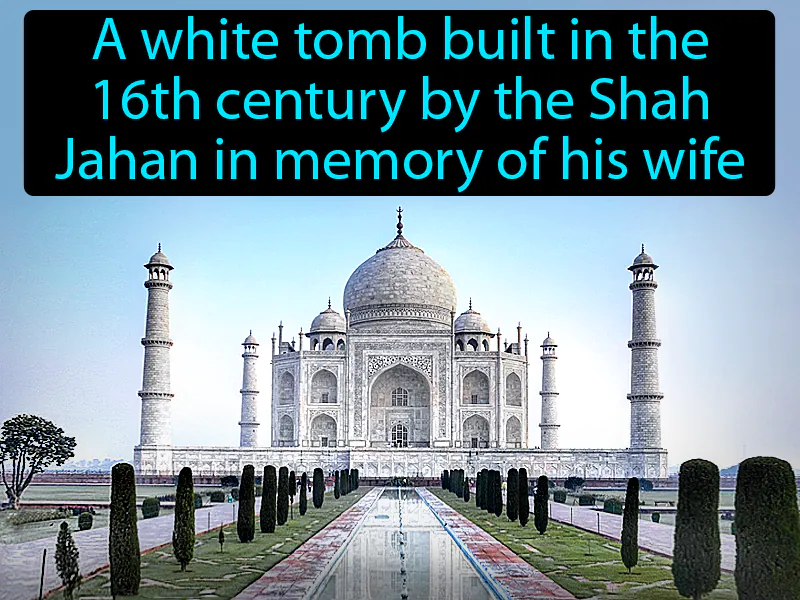 A white tomb built in the
16th century by the Shah
Jahan in memory of his wife